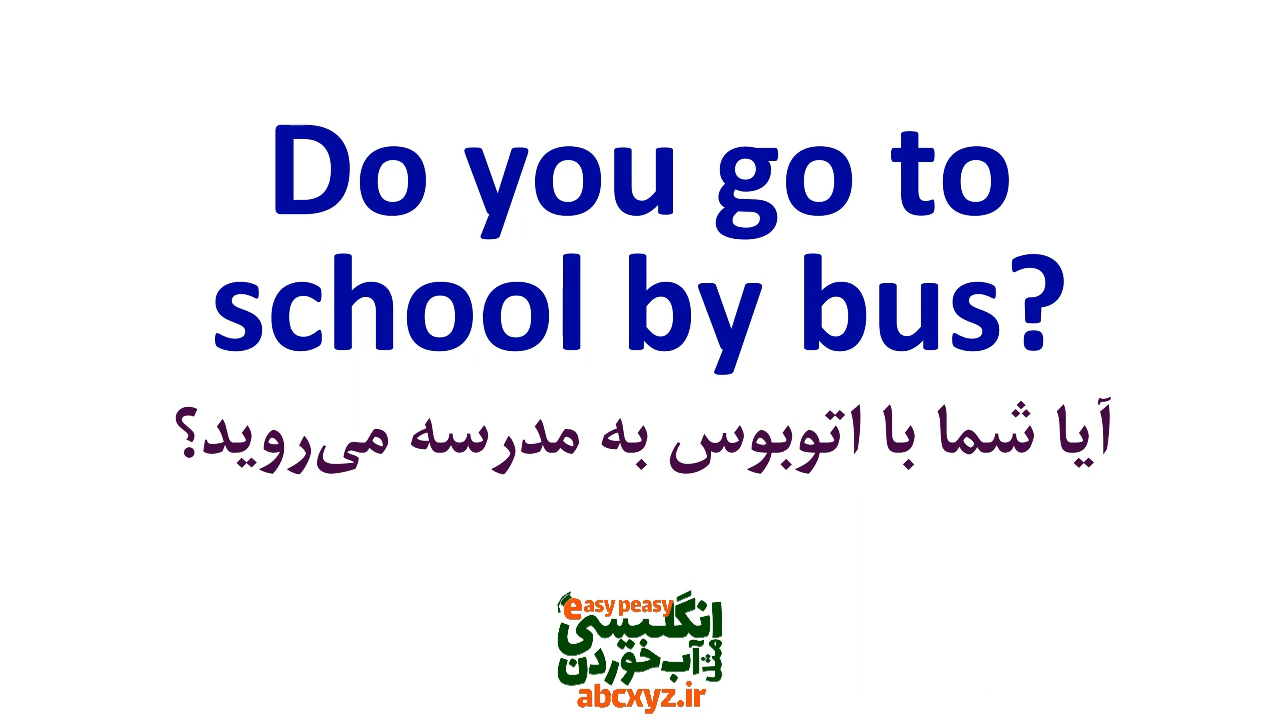 Do you go to
school by bus?
آیا شما با اتوبوس به مدرسه می‌روید؟
easy peasy
انگلیسی
مثل آب خوردن
abcxyz.ir